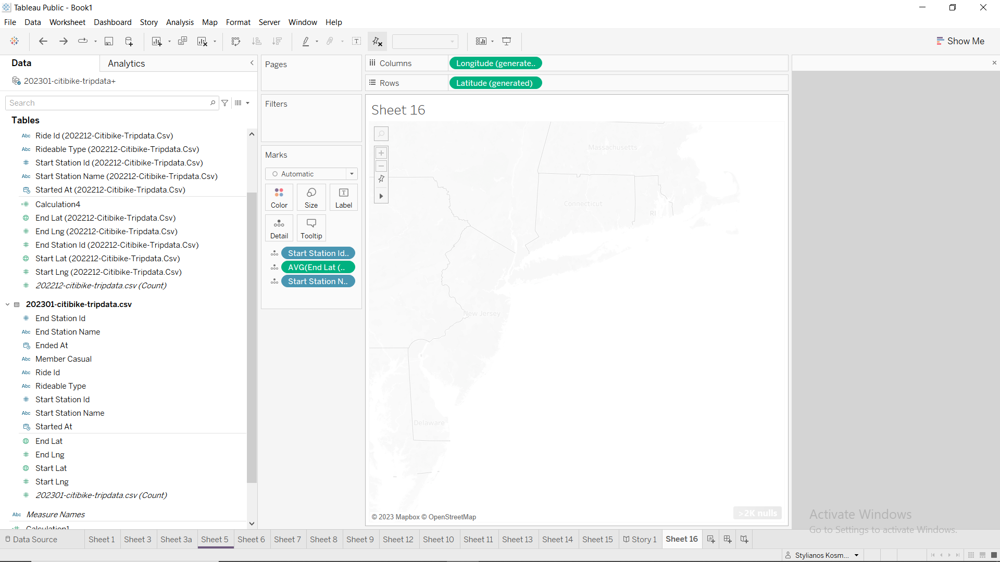 Tableau Public - Book1
File Data Worksheet Dashboard Story Analysis Map Format Server Window Help
Show Me
Data Analytics
202301-citibike-tripdata+
Search
Tables
Abc Ride Id (202212-Citibike-Tripdata.Csv)
Abc Rideable Type (202212-Citibike-Tripdata.Csv)
# Start Station Id (202212-Citibike-Tripdata.Csv)
Abc Start Station Name (202212-Citibike-Tripdata.Csv)
Started At (202212-Citibike-Tripdata.Csv)
=# Calculation4
End Lat (202212-Citibike-Tripdata.Csv)
# End Lng (202212-Citibike-Tripdata.Csv)
# End Station Id (202212-Citibike-Tripdata.Csv)
Start Lat (202212-Citibike-Tripdata.Csv)
# Start Lng (202212-Citibike-Tripdata.Csv)
# 202212-citibike-tripdata.csv (Count)
202301-citibike-tripdata.csv
# End Station Id
Abc End Station Name
Ended At
Abc Member Casual
Abc Ride Id
Abc Rideable Type
# Start Station Id
Abc Start Station Name
Started At
End Lat
# End Lng
Start Lat
# Start Lng
# 202301-citibike-tripdata.csv (Count)
Abc Measure Names
=# Calculation1
Pages
Filters
Marks
Automatic
Color Size Label
Detail Tooltip
Start Station Id..
AVG(End Lat (..
Start Station N..
Columns Longitude (generate..
Rows Latitude (generated)
Sheet 16
Massachusetts
Connecticut
RI
New Jersey
Delaware
© 2023 Mapbox © OpenStreetMap
>2K nulls
Activate Windows
Go to Settings to activate Windows.
Data Source Sheet 1 Sheet 3 Sheet 3a Sheet 5 Sheet 6 Sheet 7 Sheet 8 Sheet 9 Sheet 12 Sheet 10 Sheet 11 Sheet 13 Sheet 14 Sheet 15 Story 1 Sheet 16
Stylianos Kosm...